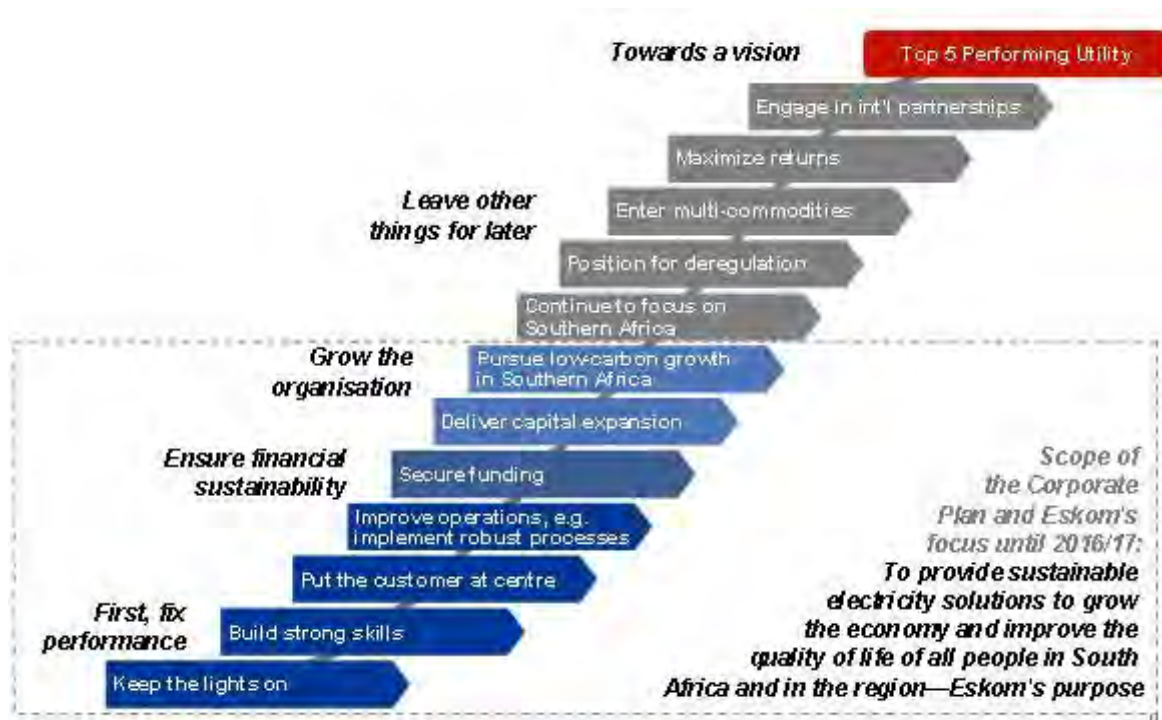 Towards a vision
Top 5 Performing Utility
Engage in int'l partnerships
Maximize returns
Leave other
things for later
Enter multi-commodities
Position for deregulation
Continue to focus on
Southern Africa
Grow the
organisation
Pursue low-carbon growth
in Southern Africa
Deliver capital expansion
Ensure financial
sustainability
Secure funding
Improve operations, e.g.
implement robust processes
Put the customer at centre
First, fix
performance
Build strong skills
Keep the lights on
Scope of
the Corporate
Plan and Eskom's
focus until 2016/17:
To provide sustainable
electricity solutions to grow
the economy and improve the
quality of life of all people in South
Africa and in the region—Eskom's purpose